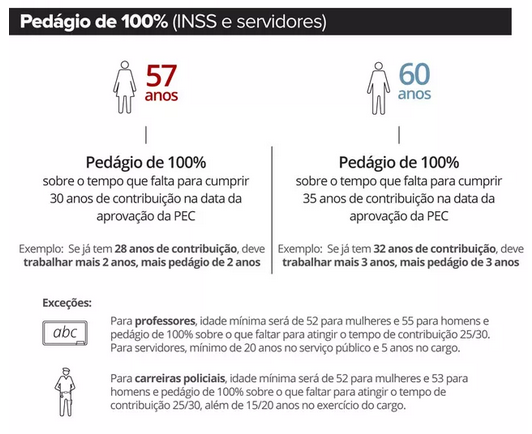 Pedágio de 100% (INSS e servidores)
57
anos
Pedágio de 100%
sobre o tempo que falta para cumprir
30 anos de contribuição na data da
aprovação da PEC
Exemplo: Se já tem 28 anos de contribuição, deve
trabalhar mais 2 anos, mais pedágio de 2 anos
60
anos
Pedágio de 100%
sobre o tempo que falta para cumprir
35 anos de contribuição na data da
aprovação da PEC
Exemplo: Se já tem 32 anos de contribuição, deve
trabalhar mais 3 anos, mais pedágio de 3 anos
Exceções:
abc
Para professores, idade mínima será de 52 para mulheres e 55 para homens e
pedágio de 100% sobre o que faltar para atingir o tempo de contribuição 25/30.
Para servidores, mínimo de 20 anos no serviço público e 5 anos no cargo.
Para carreiras policiais, idade mínima será de 52 para mulheres e 53 para
homens e pedágio de 100% sobre o que faltar para atingir o tempo de
contribuição 25/30, além de 15/20 anos no exercício do cargo.